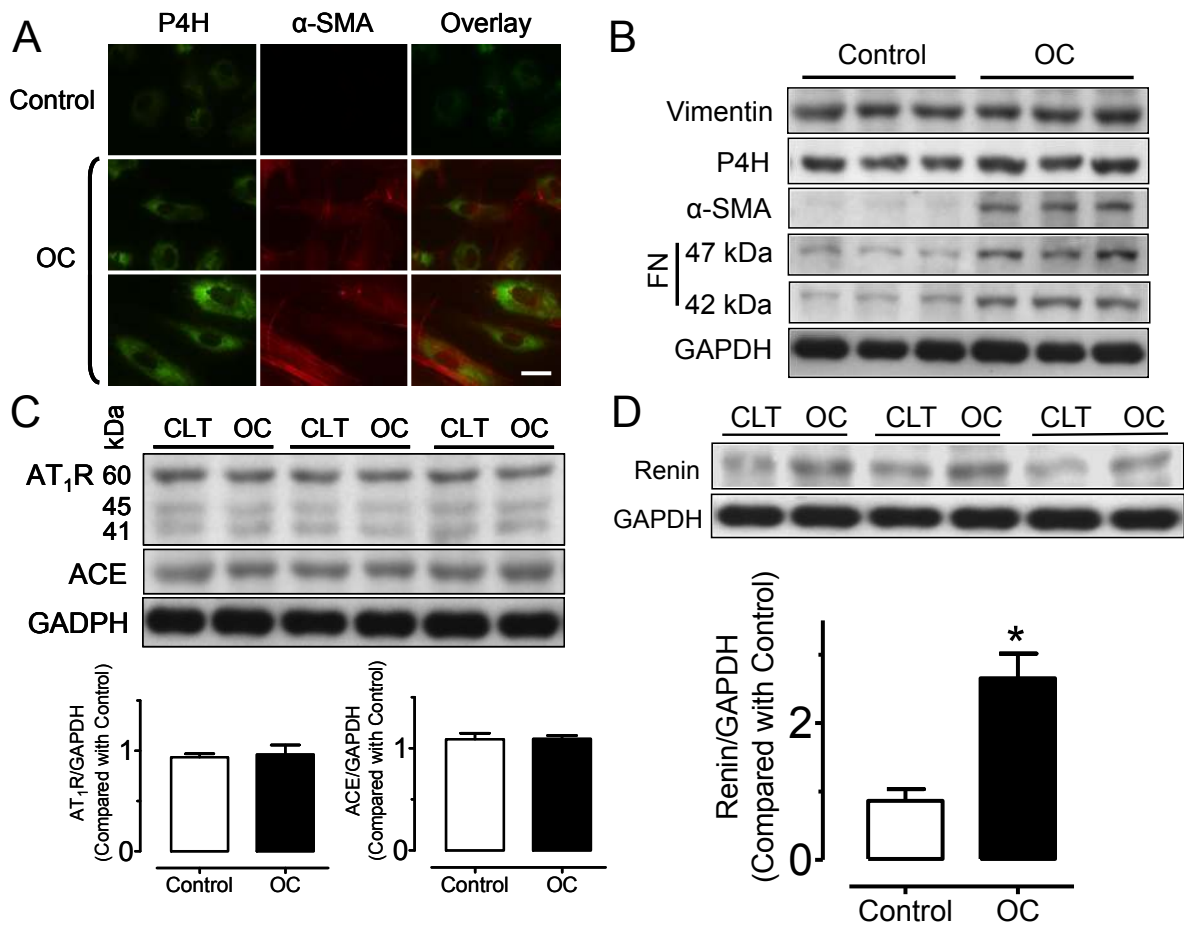 A
P4H α-SMA Overlay
Control
OC
B
Control OC
Vimentin
P4H
α-SMA
FN
47 kDa
42 kDa
GAPDH
C
kDa
CLT OC CLT OC CLT OC
AT1R 60
45
41
ACE
GADPH
AT1R/GAPDH
(Compared with Control)
1
0
Control OC
ACE/GAPDH
(Compared with Control)
1
0
Control OC
D
CLT OC CLT OC CLT OC
Renin
GAPDH
Renin/GAPDH
(Compared with Control)
*
2
0
Control OC